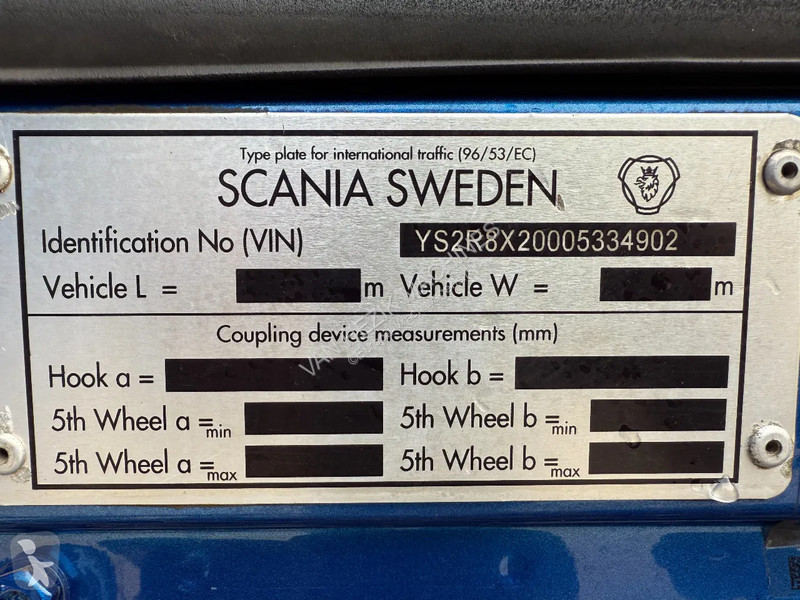 Type plate for international traffic (96/53/EC)
SCANIA SWEDEN
Identification No (VIN) YS2R8X20005334902
Vehicle L = m Vehicle W = m
Coupling device measurements (mm)
Hook a = Hook b =
5th Wheel a =min 5th Wheel b =min
5th Wheel a =max 5th Wheel b =max